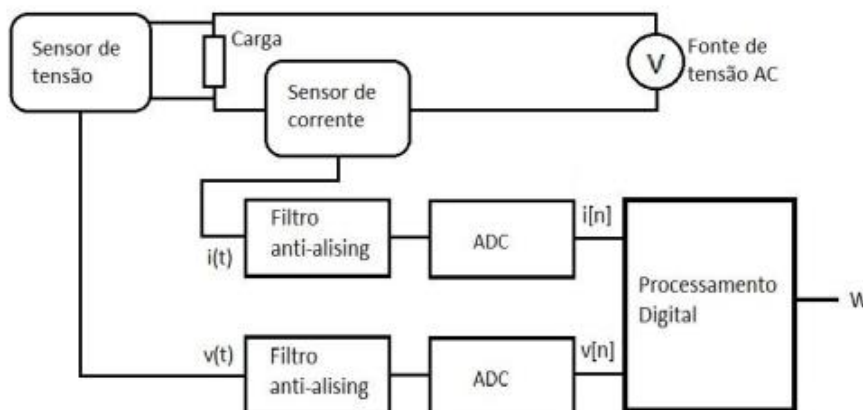 Sensor de
tensão
Carga
Sensor de
corrente
V
Fonte de
tensão AC
i(t)
Filtro
anti-alising
ADC
i[n]
Processamento
Digital
W
v(t)
Filtro
anti-alising
ADC
v[n]